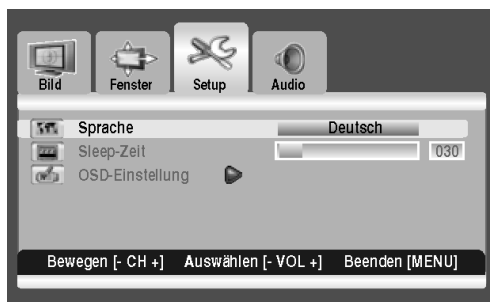 Bild Fenster Setup Audio
Sprache Deutsch
Sleep-Zeit 030
OSD-Einstellung
Bewegen [- CH +] Auswählen [- VOL +] Beenden [MENU]